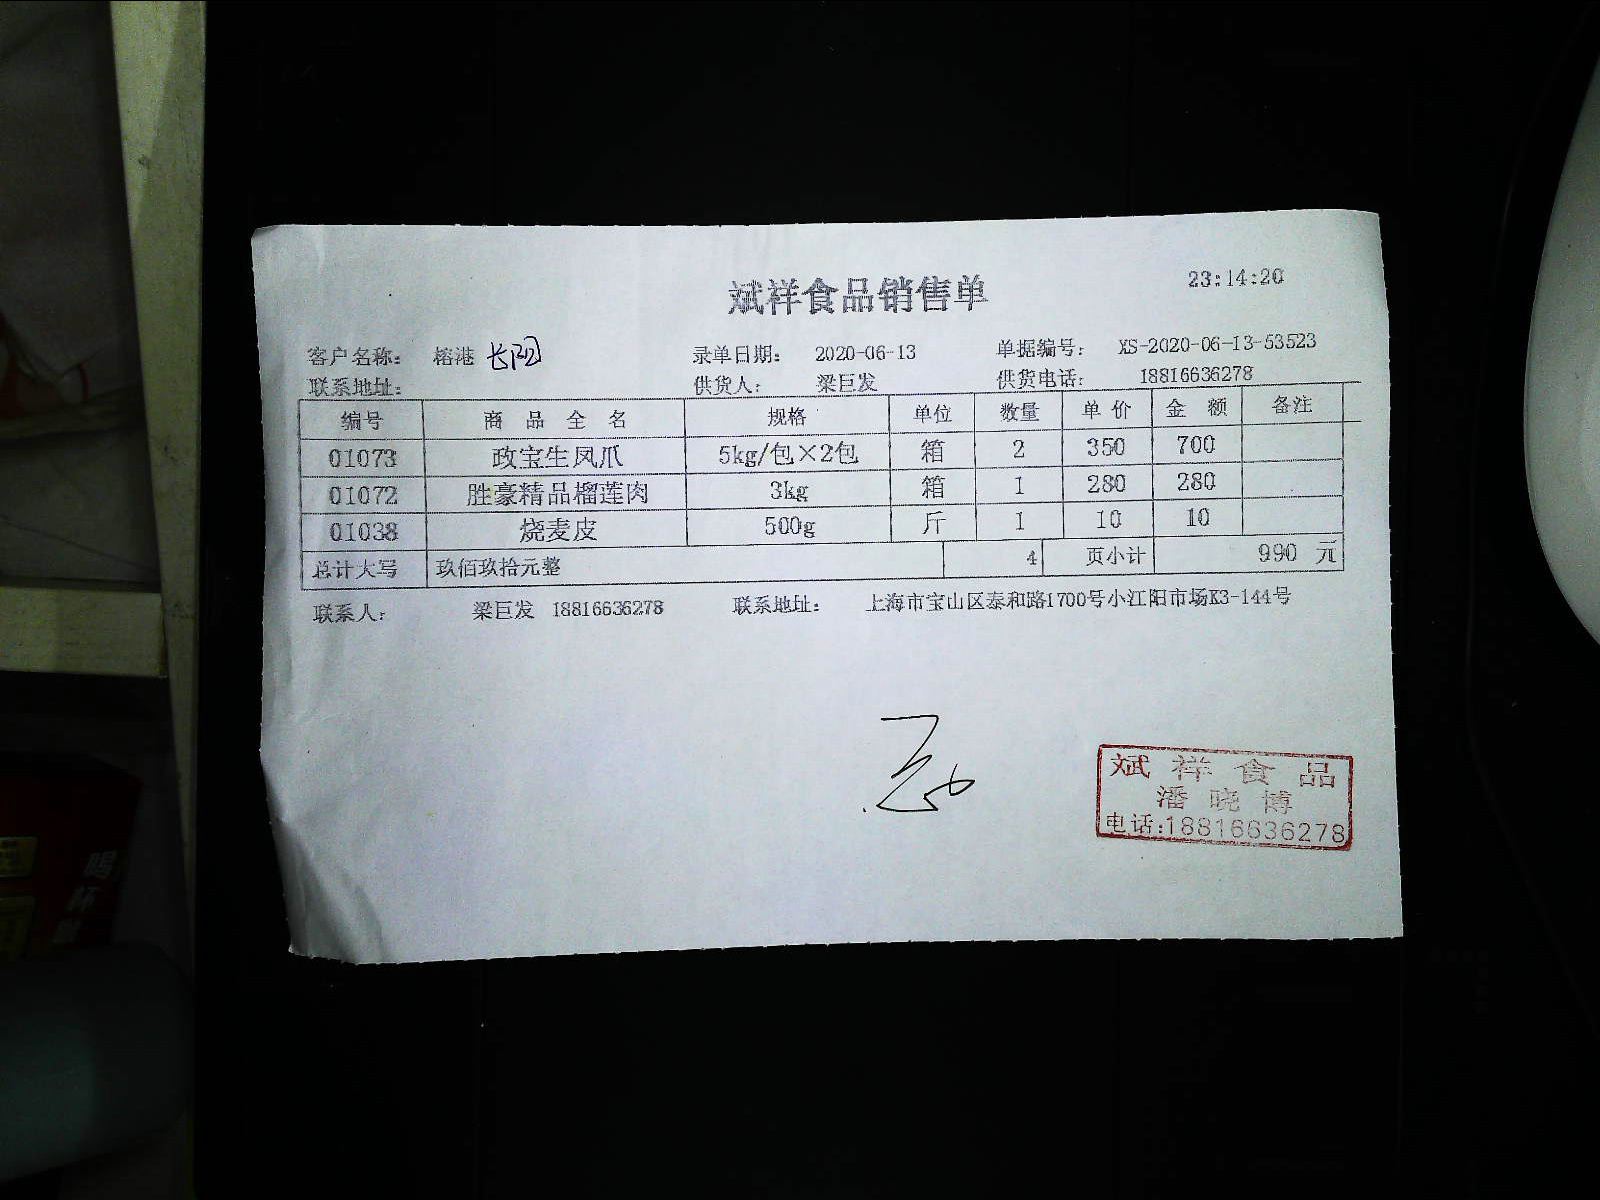 斌祥食品销售单 23:14:20
客户名称： 榕港 长阳 录单日期： 2020-06-13 单据编号： XS-2020-06-13-53523
联系地址： 供货人： 梁巨发 供货电话： 18816636278
编号 商品全名 规格 单位 数量 单价 金额 备注
01073 政宝生凤爪 5kg/包×2包 箱 2 350 700
01072 胜豪精品榴莲肉 3kg 箱 1 280 280
01038 烧麦皮 500g 斤 1 10 10
总计大写 玖佰玖拾元整 4 页小计 990 元
联系人： 梁巨发 18816636278 联系地址： 上海市宝山区泰和路1700号小江阳市场K3-144号
斌祥食品
潘晓博
电话:18816636278